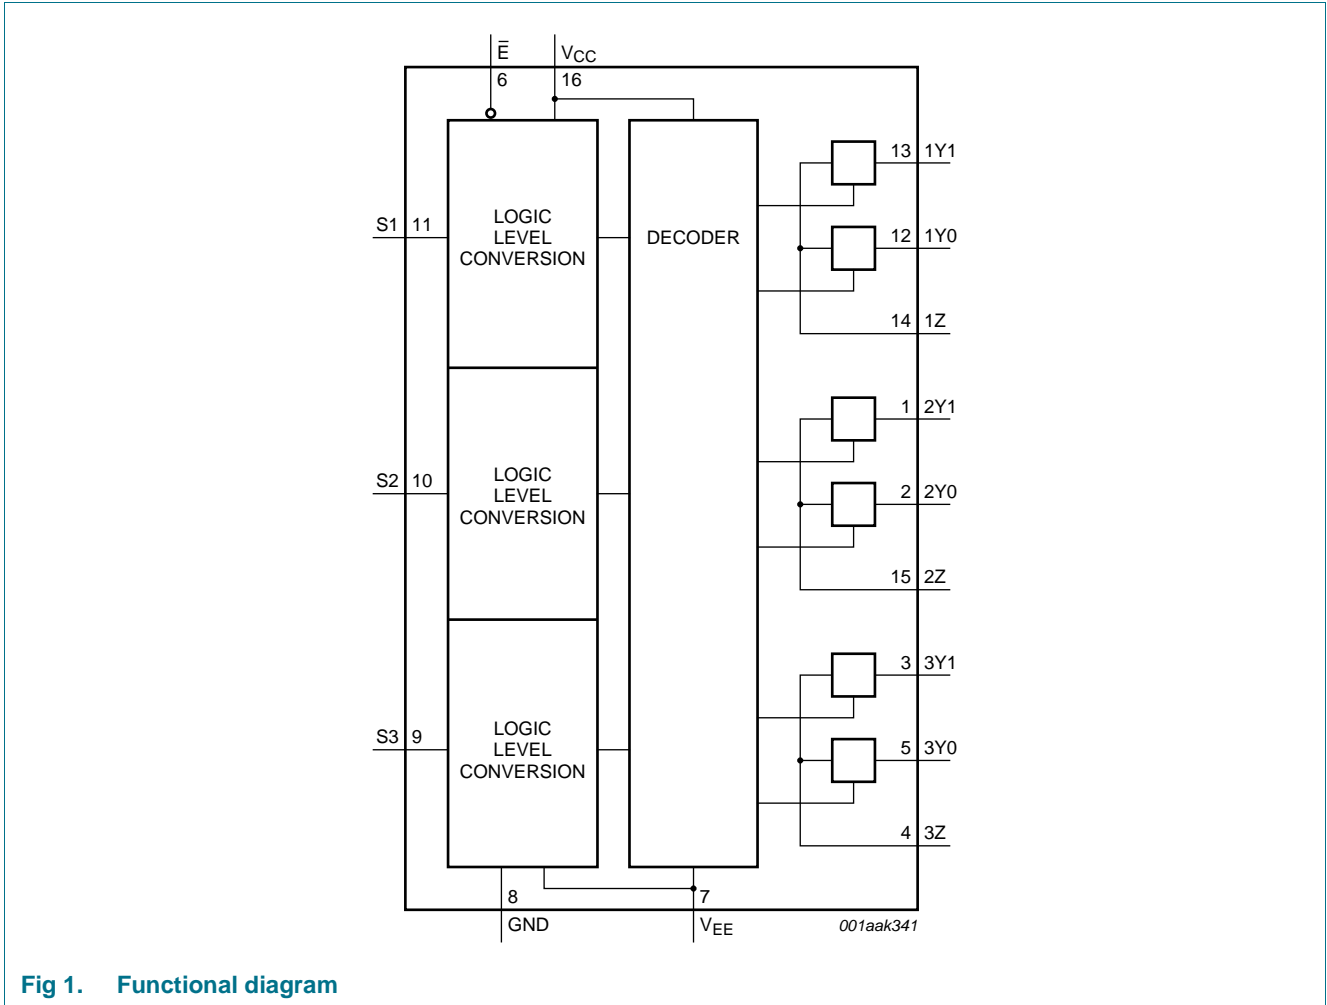 E̅
VCC
6
16
13 1Y1
S1 11
LOGIC
LEVEL
CONVERSION
DECODER
12 1Y0
14 1Z
1 2Y1
S2 10
LOGIC
LEVEL
CONVERSION
2 2Y0
15 2Z
3 3Y1
S3 9
LOGIC
LEVEL
CONVERSION
5 3Y0
4 3Z
8
7
GND
VEE
001aak341
Fig 1. Functional diagram